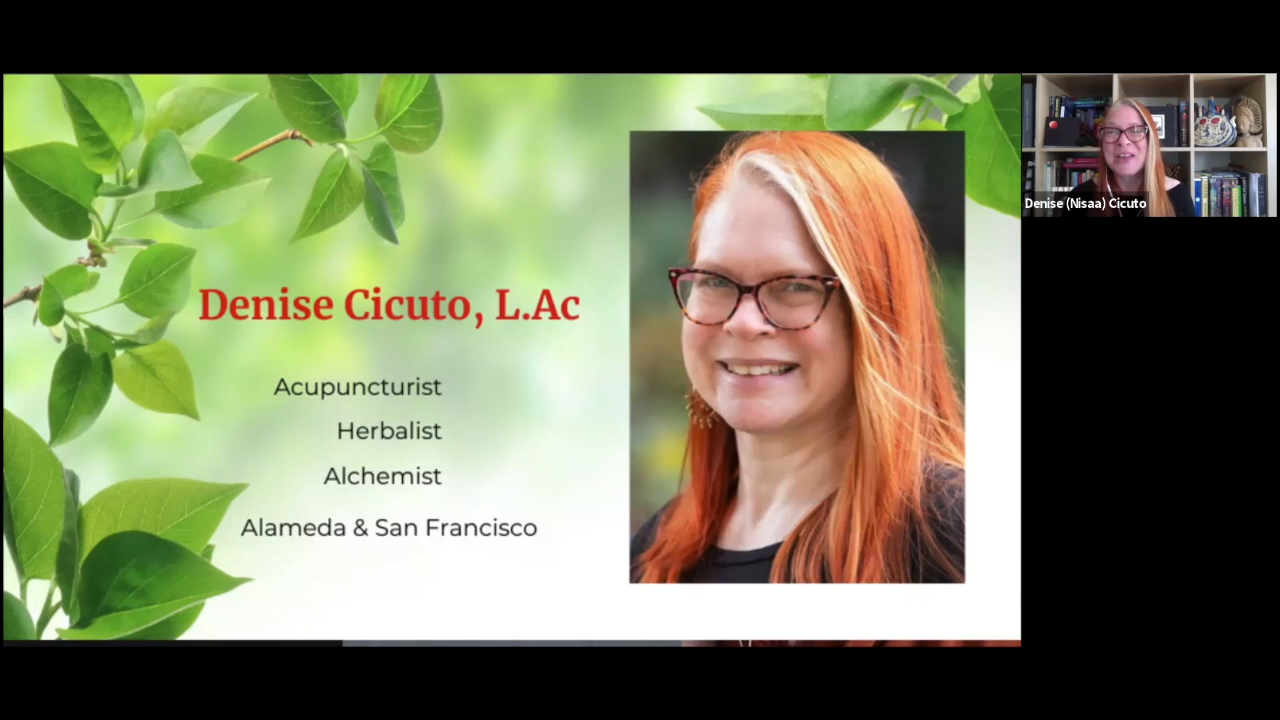 Denise Cicuto, L.Ac
Acupuncturist
Herbalist
Alchemist
Alameda & San Francisco
Denise (Nisaa) Cicuto